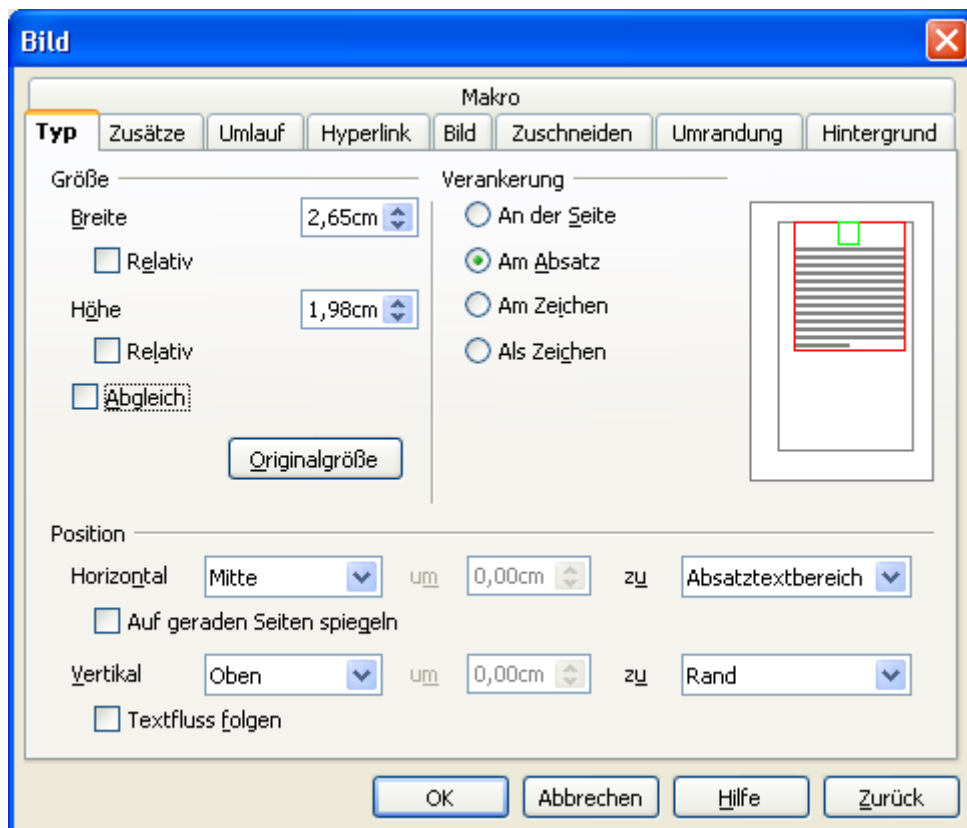 Bild
Makro
Typ Zusätze Umlauf Hyperlink Bild Zuschneiden Umrandung Hintergrund
Größe
Breite 2,65cm
Relativ
Höhe 1,98cm
Relativ
Abgleich
Originalgröße
Verankerung
An der Seite
Am Absatz
Am Zeichen
Als Zeichen
Position
Horizontal Mitte um 0,00cm zu Absatztextbereich
Auf geraden Seiten spiegeln
Vertikal Oben um 0,00cm zu Rand
Textfluss folgen
OK Abbrechen Hilfe Zurück